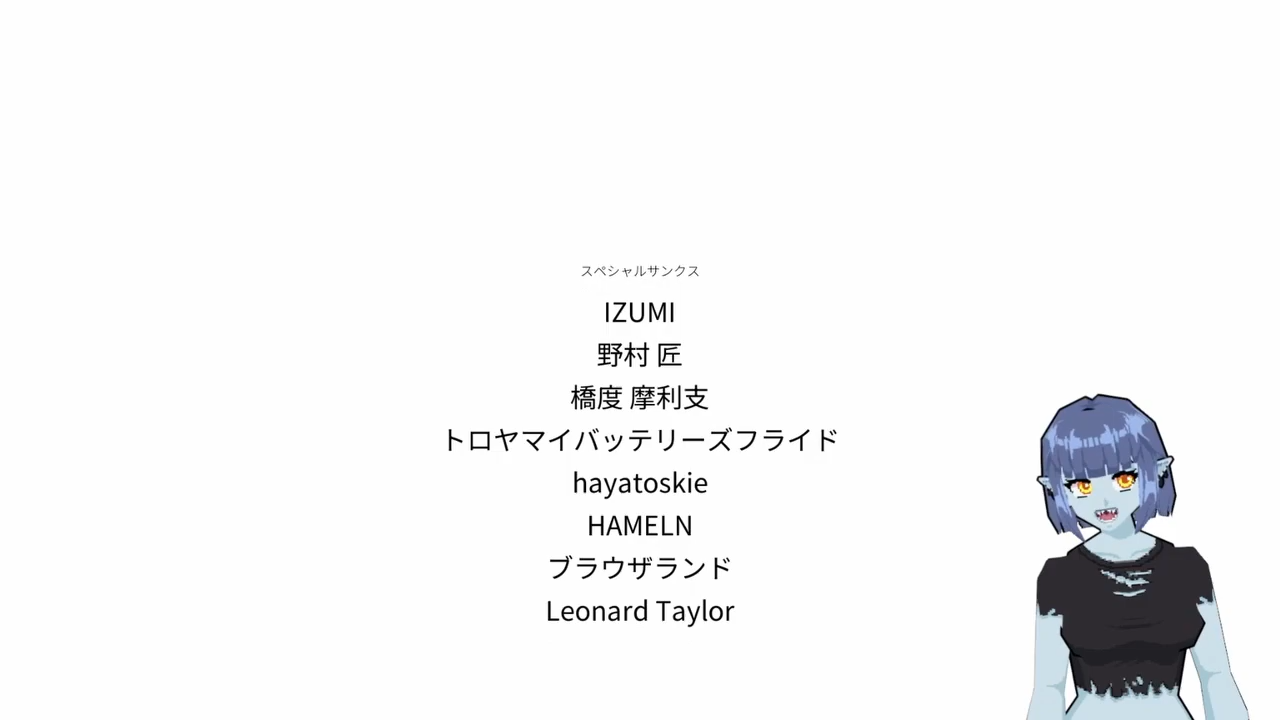 スペシャルサンクス
IZUMI
野村 匠
橋度 摩利支
トロヤマイバッテリーズフライド
hayatoskie
HAMELN
ブラウザランド
Leonard Taylor